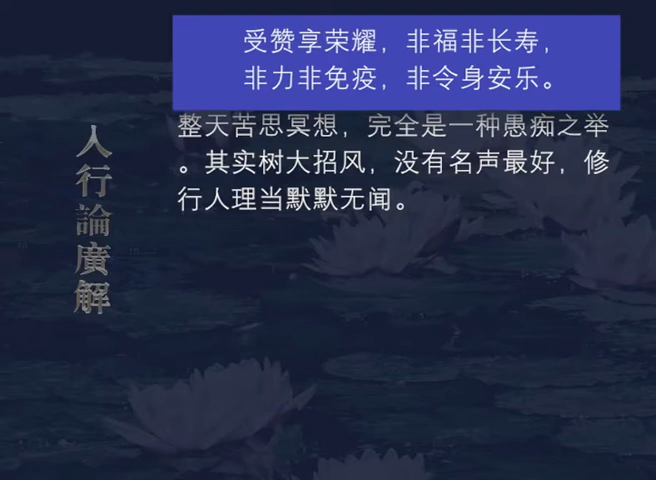 受赞享荣耀，非福非长寿，
非力非免疫，非令身安乐。
整天苦思冥想，完全是一种愚痴之举
。其实树大招风，没有名声最好，修
行人理当默默无闻。
入行論廣解